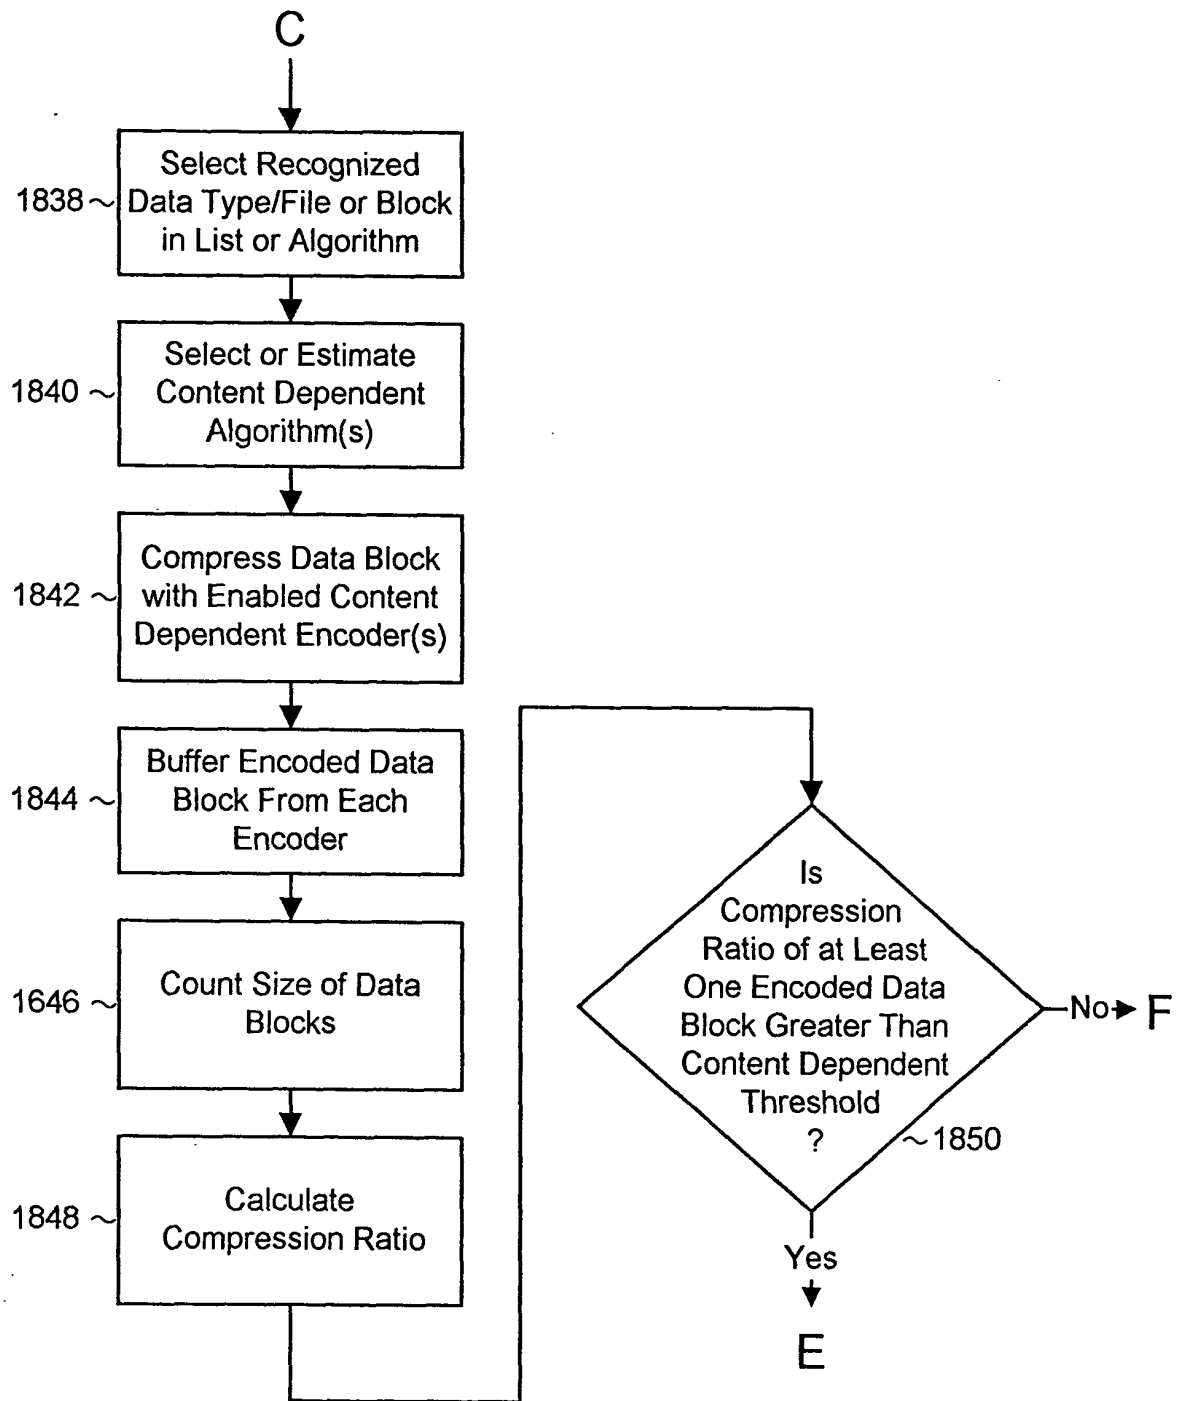 C
Select Recognized
1838 ~ Data Type/File or Block
in List or Algorithm
Select or Estimate
1840 ~ Content Dependent
Algorithm(s)
Compress Data Block
1842 ~ with Enabled Content
Dependent Encoder(s)
Buffer Encoded Data
1844 ~ Block From Each
Encoder
Count Size of Data
1646 ~ Blocks
Calculate
1848 ~ Compression Ratio
Is
Compression
Ratio of at Least
One Encoded Data
Block Greater Than
Content Dependent
Threshold
?
~1850
No
F
Yes
E